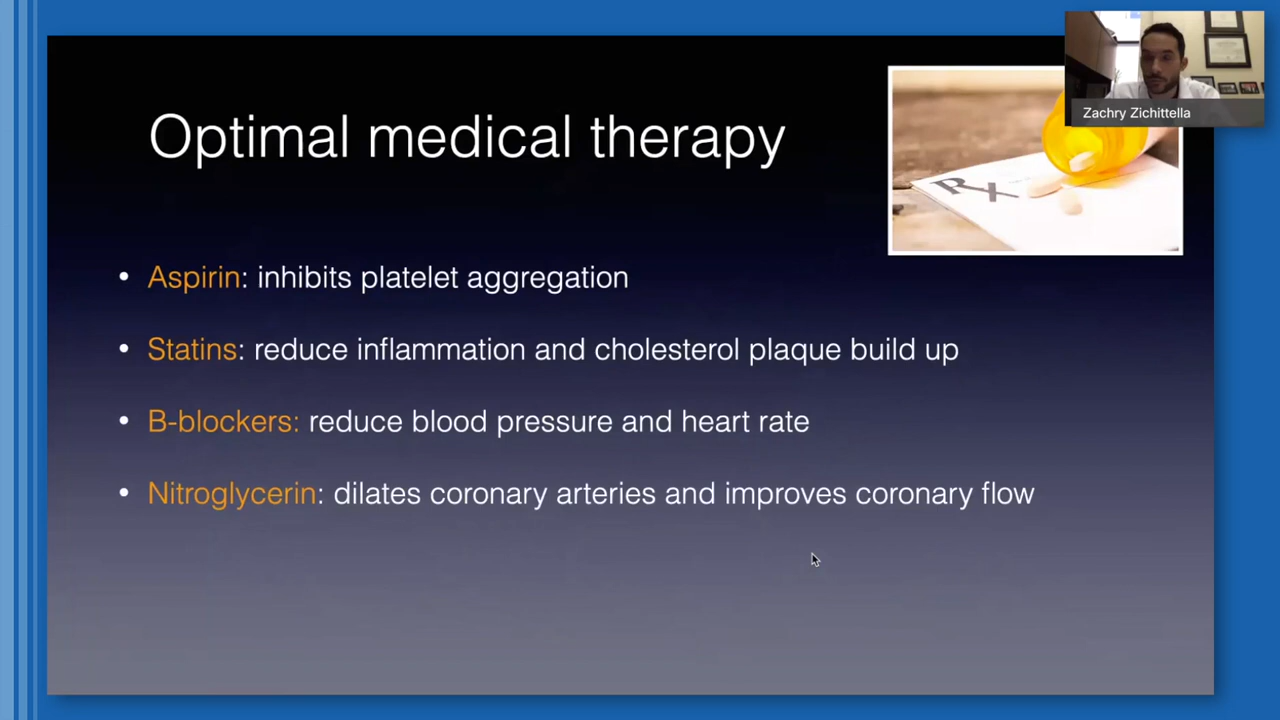 Optimal medical therapy
Rx
Zachry Zichittella
• Aspirin: inhibits platelet aggregation
• Statins: reduce inflammation and cholesterol plaque build up
• B-blockers: reduce blood pressure and heart rate
• Nitroglycerin: dilates coronary arteries and improves coronary flow